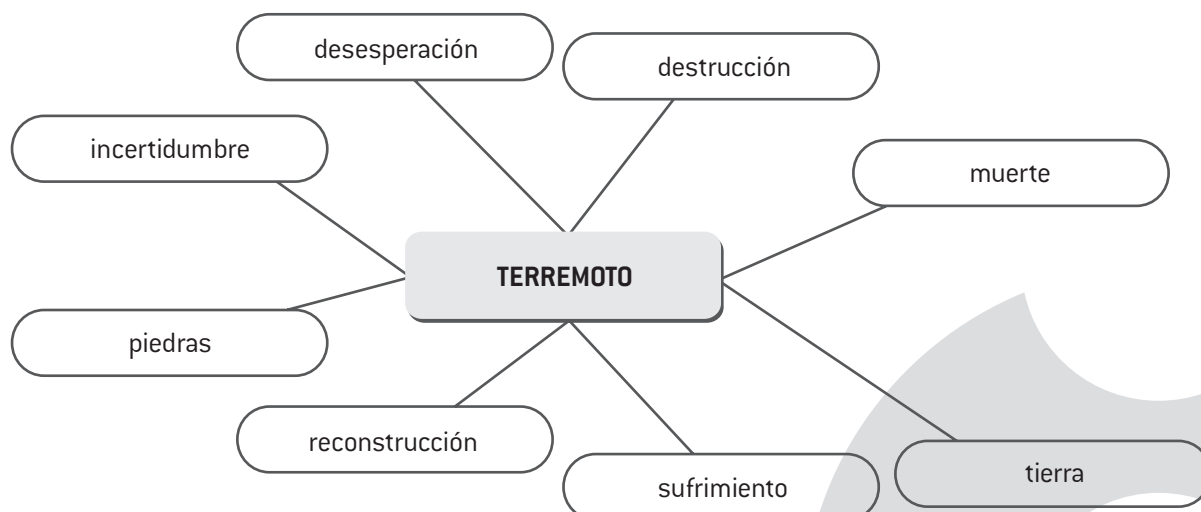 desesperación
destrucción
incertidumbre
muerte
TERREMOTO
piedras
reconstrucción
sufrimiento
tierra